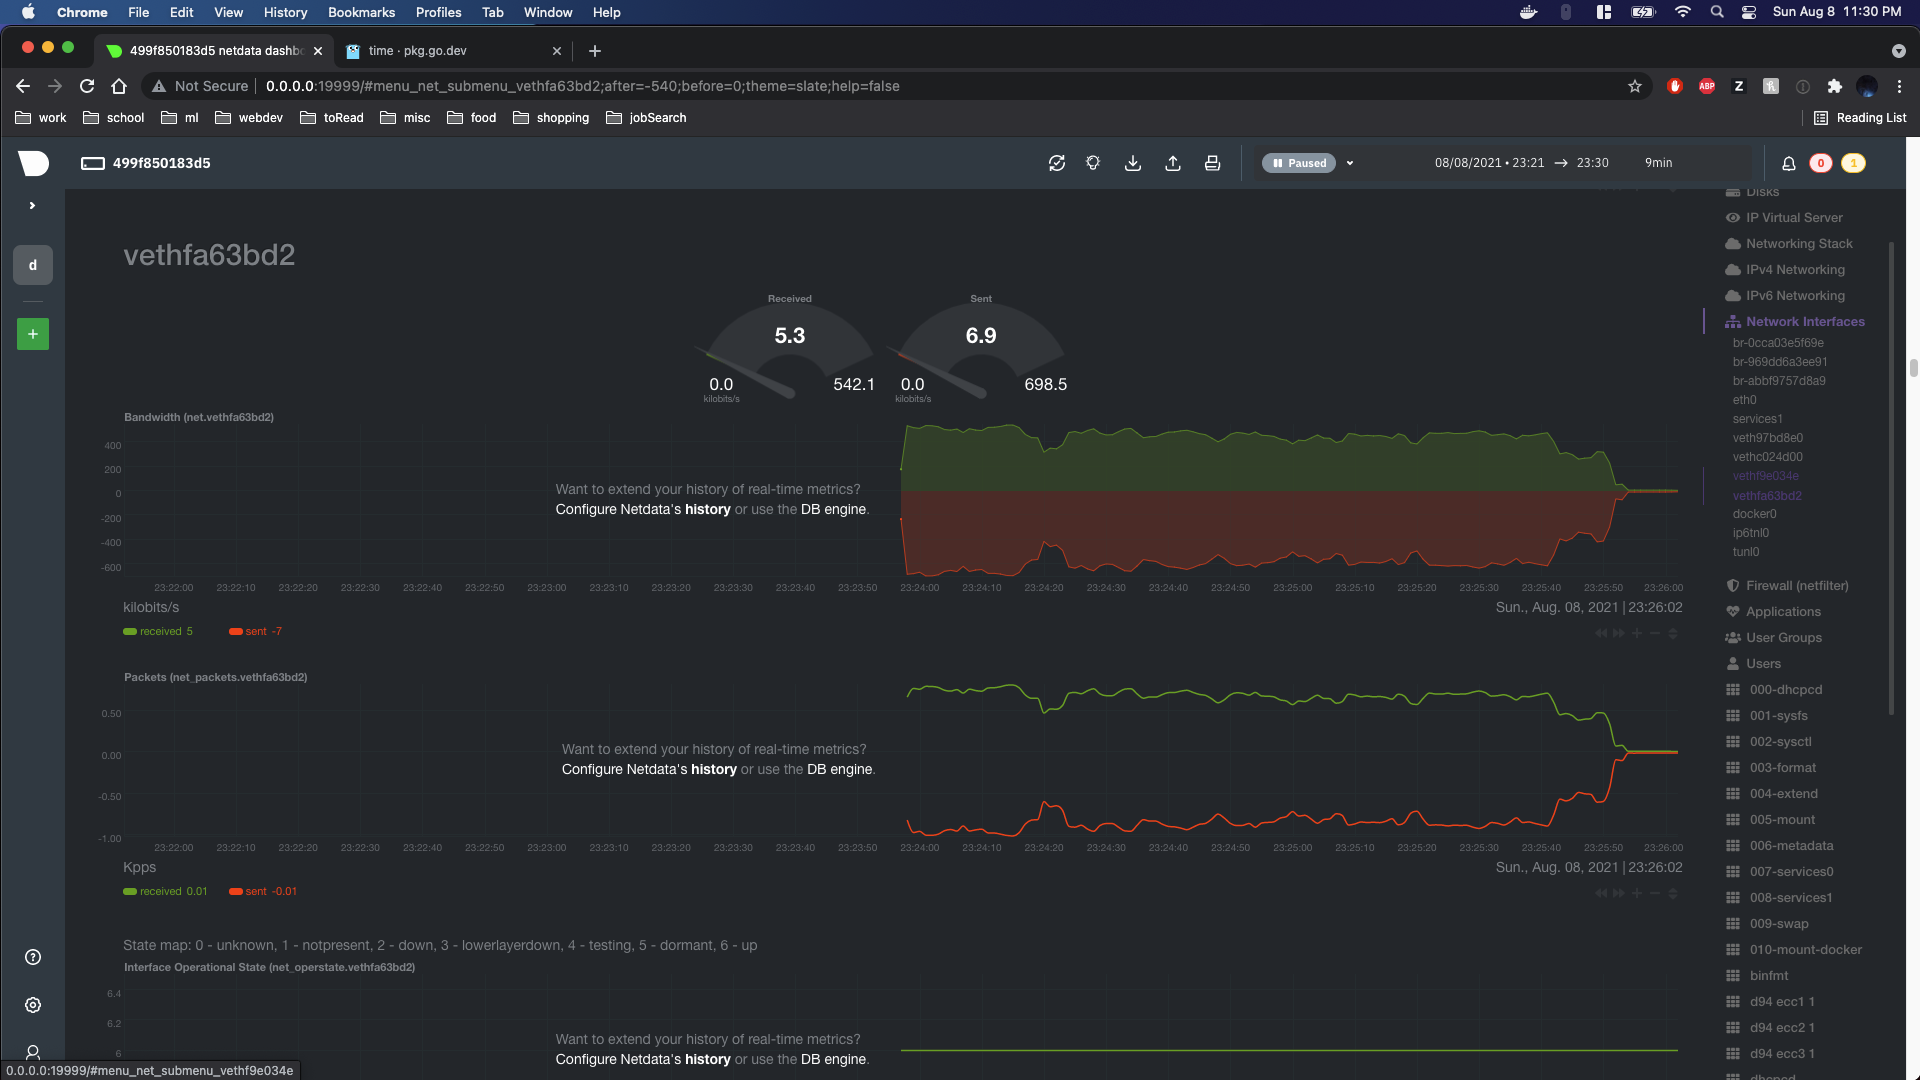 Chrome File Edit View History Bookmarks Profiles Tab Window Help Sun Aug 8 11:30 PM
499f850183d5 netdata dashbo time · pkg.go.dev
Not Secure 0.0.0.0:19999/#menu_net_submenu_vethfa63bd2;after=-540;before=0;theme=slate;help=false ABP Z
work school ml webdev toRead misc food shopping jobSearch Reading List
499f850183d5 Paused 08/08/2021 • 23:21 → 23:30 9min 0 1
d
+
vethfa63bd2
Received Sent
5.3 6.9
0.0 542.1 0.0 698.5
kilobits/s kilobits/s
Bandwidth (net.vethfa63bd2)
400
200
0
-200
-400
-600
Want to extend your history of real-time metrics?
Configure Netdata's history or use the DB engine.
23:22:00 23:22:10 23:22:20 23:22:30 23:22:40 23:22:50 23:23:00 23:23:10 23:23:20 23:23:30 23:23:40 23:23:50 23:24:00 23:24:10 23:24:20 23:24:30 23:24:40 23:24:50 23:25:00 23:25:10 23:25:20 23:25:30 23:25:40 23:25:50 23:26:00
kilobits/s Sun., Aug. 08, 2021 | 23:26:02
received 5 sent -7
Packets (net_packets.vethfa63bd2)
0.50
0.00
-0.50
-1.00
Want to extend your history of real-time metrics?
Configure Netdata's history or use the DB engine.
23:22:00 23:22:10 23:22:20 23:22:30 23:22:40 23:22:50 23:23:00 23:23:10 23:23:20 23:23:30 23:23:40 23:23:50 23:24:00 23:24:10 23:24:20 23:24:30 23:24:40 23:24:50 23:25:00 23:25:10 23:25:20 23:25:30 23:25:40 23:25:50 23:26:00
Kpps Sun., Aug. 08, 2021 | 23:26:02
received 0.01 sent -0.01
State map: 0 - unknown, 1 - notpresent, 2 - down, 3 - lowerlayerdown, 4 - testing, 5 - dormant, 6 - up
Interface Operational State (net_operstate.vethfa63bd2)
6.4
6.2
6
Want to extend your history of real-time metrics?
Configure Netdata's history or use the DB engine.
Disks
IP Virtual Server
Networking Stack
IPv4 Networking
IPv6 Networking
Network Interfaces
br-0cca03e5f69e
br-969dd6a3ee91
br-abbf9757d8a9
eth0
services1
veth97bd8e0
vethc024d00
vethf9e034e
vethfa63bd2
docker0
ip6tnl0
tunl0
Firewall (netfilter)
Applications
User Groups
Users
000-dhcpcd
001-sysfs
002-sysctl
003-format
004-extend
005-mount
006-metadata
007-services0
008-services1
009-swap
010-mount-docker
binfmt
d94 ecc1 1
d94 ecc2 1
d94 ecc3 1
dhcpcd
0.0.0.0:19999/#menu_net_submenu_vethf9e034e